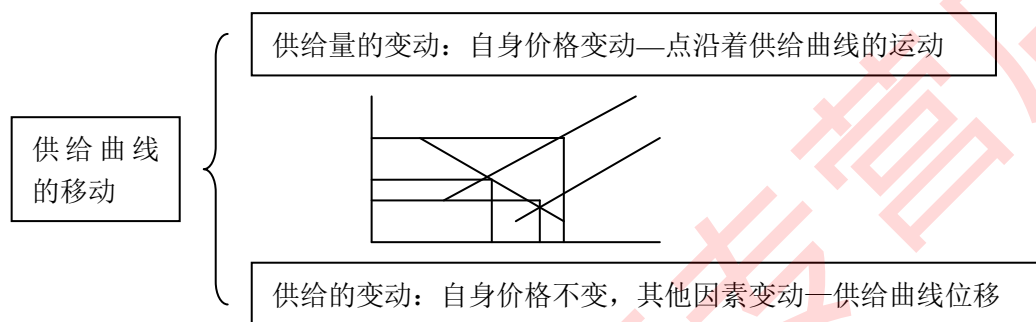 供给量的变动：自身价格变动—点沿着供给曲线的运动
供给曲线
的移动
供给的变动：自身价格不变，其他因素变动—供给曲线位移